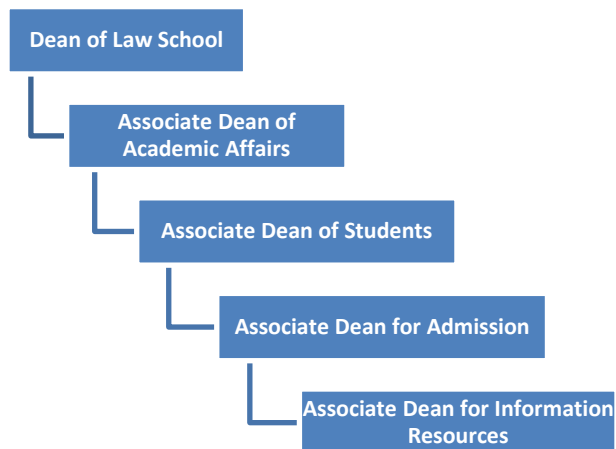 Dean of Law School
Associate Dean of
Academic Affairs
Associate Dean of Students
Associate Dean for Admission
Associate Dean for Information
Resources